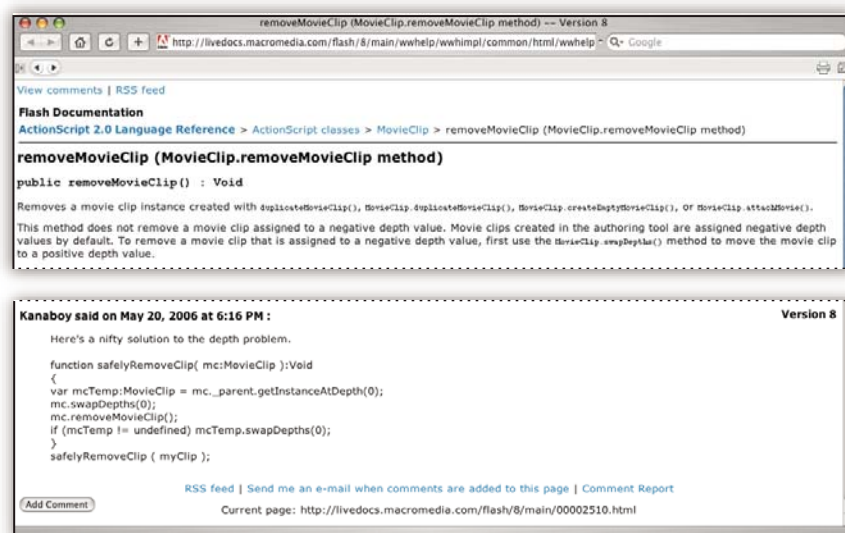 removeMovieClip (MovieClip.removeMovieClip method) -- Version 8
http://livedocs.macromedia.com/flash/8/main/wwhelp/wwhimpl/common/html/wwhelp
Google
View comments | RSS feed
Flash Documentation
ActionScript 2.0 Language Reference > ActionScript classes > MovieClip > removeMovieClip (MovieClip.removeMovieClip method)
removeMovieClip (MovieClip.removeMovieClip method)
public removeMovieClip() : Void
Removes a movie clip instance created with duplicateMovieClip(), MovieClip.duplicateMovieClip(), MovieClip.createEmptyMovieClip(), or MovieClip.attachMovie().
This method does not remove a movie clip assigned to a negative depth value. Movie clips created in the authoring tool are assigned negative depth
values by default. To remove a movie clip that is assigned to a negative depth value, first use the MovieClip.swapDepths() method to move the movie clip
to a positive depth value.
Kanaboy said on May 20, 2006 at 6:16 PM :
Version 8
Here's a nifty solution to the depth problem.
function safelyRemoveClip( mc:MovieClip ):Void
{
var mcTemp:MovieClip = mc._parent.getInstanceAtDepth(0);
mc.swapDepths(0);
mc.removeMovieClip();
if (mcTemp != undefined) mcTemp.swapDepths(0);
}
safelyRemoveClip ( myClip );
RSS feed | Send me an e-mail when comments are added to this page | Comment Report
Add Comment
Current page: http://livedocs.macromedia.com/flash/8/main/00002510.html